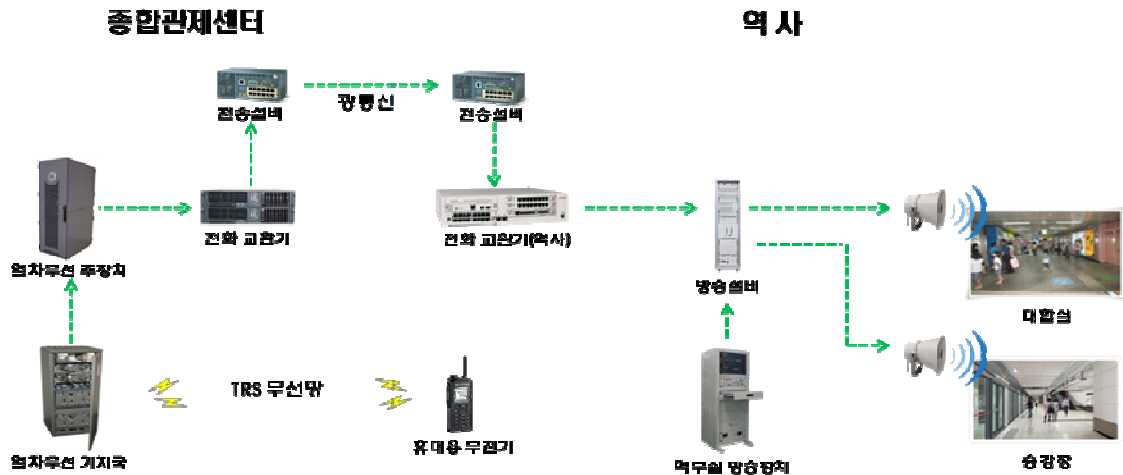 종합관제센터
역 사
전송설비
광통신
전송설비
전화 교환기
전화 교환기(역사)
열차무선 주장치
방송설비
대합실
TRS 무선망
열차무선 기지국
휴대용 무전기
역무실 방송장치
승강장